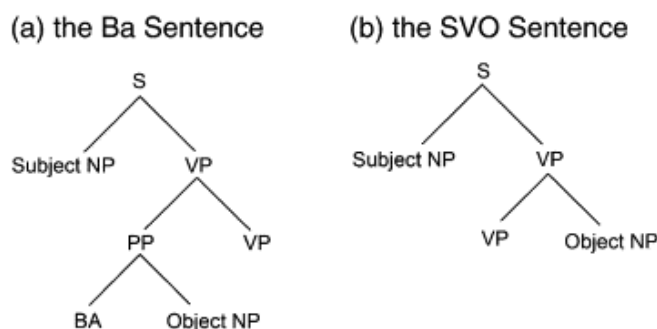 (a) the Ba Sentence (b) the SVO Sentence
S S
Subject NP VP Subject NP VP
PP VP VP Object NP
BA Object NP